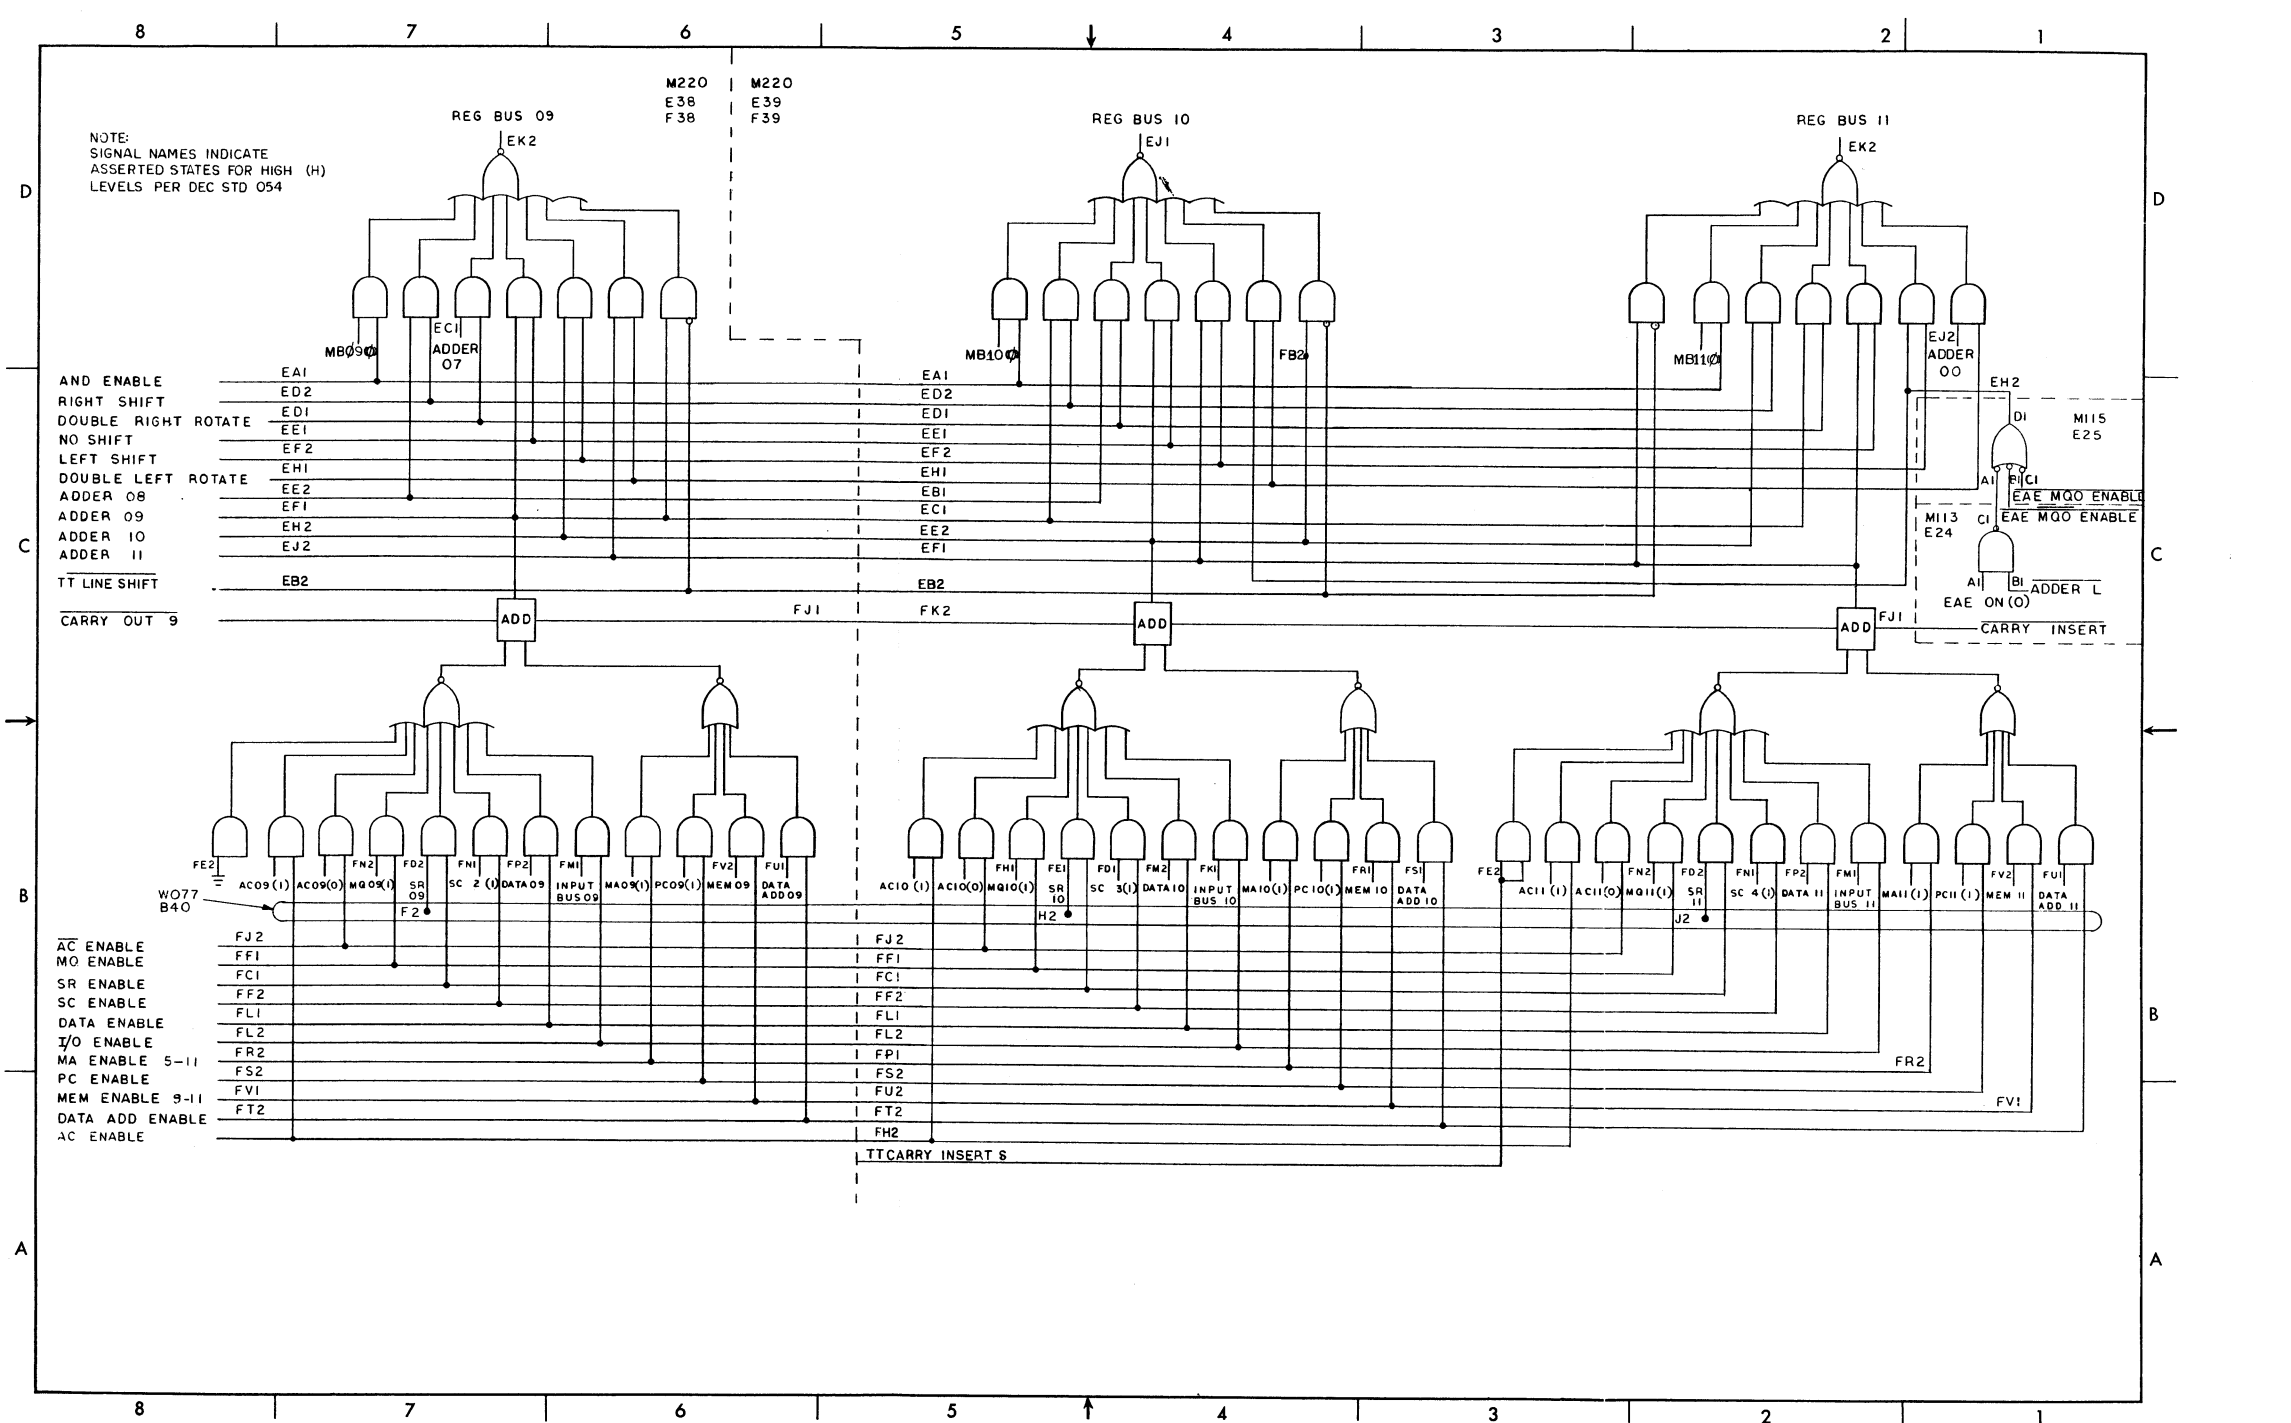 8 7 6 5 4 3 2 1
M220 M220
E38 E39
F38 F39
REG BUS 09 REG BUS 10 REG BUS 11
EK2 EJ1 EK2
NOTE:
SIGNAL NAMES INDICATE
ASSERTED STATES FOR HIGH (H)
LEVELS PER DEC STD 054
D D
EC1
ADDER
07
EJ2
ADDER
00
FB2
AND ENABLE EA1 EA1
RIGHT SHIFT ED2 ED2
DOUBLE RIGHT ROTATE ED1 ED1
NO SHIFT EE1 EE1
LEFT SHIFT EF2 EF2
DOUBLE LEFT ROTATE EH1 EH1
ADDER 08 EE2 EB1
ADDER 09 EF1 EC1
ADDER 10 EH2 EE2
ADDER 11 EJ2 EF1
TT LINE SHIFT EB2 EB2
CARRY OUT 9 FJ1 FK2
ADD ADD ADD
FJ1
CARRY INSERT
EH2
D1
M115
E25
A1 B1 C1
EAE MQ0 ENABLE
EAE MQ0 ENABLE
M113
E24
C1
A1 B1
ADDER L
EAE ON (0)
C C
FE2 AC09 (1) AC09(0) FN2 MQ09(1) FD2 SR 09 FN1 SC 2 (1) FP2 DATA 09 FM1 INPUT BUS 09 MA09(1) PC09(1) FV2 MEM 09 FU1 DATA ADD 09
AC10 (1) AC10(0) FH1 MQ10(1) FE1 SR 10 FD1 SC 3(1) FM2 DATA 10 FK1 INPUT BUS 10 MA10(1) PC10(1) FR1 MEM 10 FS1 DATA ADD 10
FE2 AC11 (1) AC11(0) FN2 MQ11(1) FD2 SR 11 FN1 SC 4(1) FP2 DATA 11 FM1 INPUT BUS 11 MA11(1) PC11(1) FV2 MEM 11 FU1 DATA ADD 11
W077
B40
F2 H2 J2
B B
AC ENABLE FJ2 FJ2
MQ ENABLE FF1 FF1
SR ENABLE FC1 FC1
SC ENABLE FF2 FF2
DATA ENABLE FL1 FL1
I/O ENABLE FL2 FL2
MA ENABLE 5-11 FR2 FP1 FR2
PC ENABLE FS2 FS2
MEM ENABLE 9-11 FV1 FU2 FV1
DATA ADD ENABLE FT2 FT2
AC ENABLE FH2
TT CARRY INSERT S
B
A A
8 7 6 5 4 3 2 1